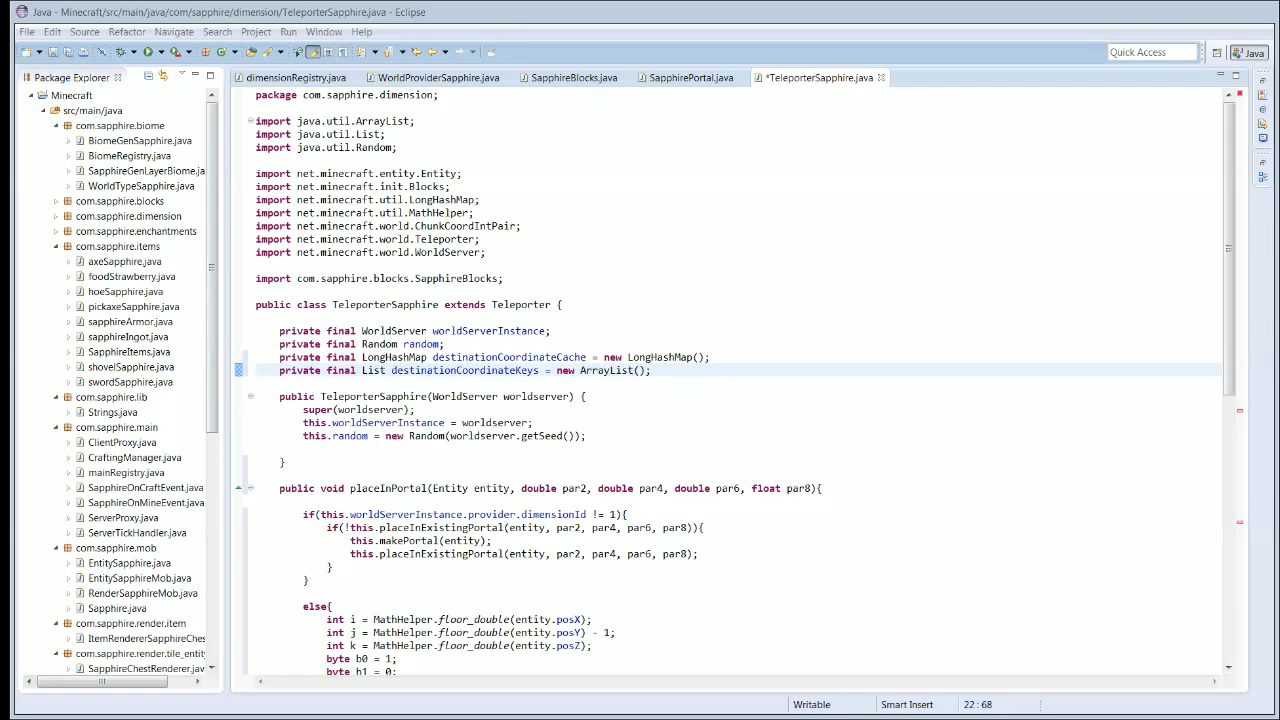 Java - Minecraft/src/main/java/com/sapphire/dimension/TeleporterSapphire.java - Eclipse
File Edit Source Refactor Navigate Search Project Run Window Help
Quick Access
Java
Package Explorer
dimensionRegistry.java
WorldProviderSapphire.java
SapphireBlocks.java
SapphirePortal.java
*TeleporterSapphire.java
Minecraft
src/main/java
com.sapphire.biome
BiomeGenSapphire.java
BiomeRegistry.java
SapphireGenLayerBiome.ja
WorldTypeSapphire.java
com.sapphire.blocks
com.sapphire.dimension
com.sapphire.enchantments
com.sapphire.items
axeSapphire.java
foodStrawberry.java
hoeSapphire.java
pickaxeSapphire.java
sapphireArmor.java
sapphireIngot.java
SapphireItems.java
shovelSapphire.java
swordSapphire.java
com.sapphire.lib
Strings.java
com.sapphire.main
ClientProxy.java
CraftingManager.java
mainRegistry.java
SapphireOnCraftEvent.java
SapphireOnMineEvent.java
ServerProxy.java
ServerTickHandler.java
com.sapphire.mob
EntitySapphire.java
EntitySapphireMob.java
RenderSapphireMob.java
Sapphire.java
com.sapphire.render.item
ItemRendererSapphireChes
com.sapphire.render.tile_entity
SapphireChestRenderer.jav
package com.sapphire.dimension;
import java.util.ArrayList;
import java.util.List;
import java.util.Random;
import net.minecraft.entity.Entity;
import net.minecraft.init.Blocks;
import net.minecraft.util.LongHashMap;
import net.minecraft.util.MathHelper;
import net.minecraft.world.ChunkCoordIntPair;
import net.minecraft.world.Teleporter;
import net.minecraft.world.WorldServer;
import com.sapphire.blocks.SapphireBlocks;
public class TeleporterSapphire extends Teleporter {
private final WorldServer worldServerInstance;
private final Random random;
private final LongHashMap destinationCoordinateCache = new LongHashMap();
private final List destinationCoordinateKeys = new ArrayList();
public TeleporterSapphire(WorldServer worldserver) {
super(worldserver);
this.worldServerInstance = worldserver;
this.random = new Random(worldserver.getSeed());
}
public void placeInPortal(Entity entity, double par2, double par4, double par6, float par8){
if(this.worldServerInstance.provider.dimensionId != 1){
if(!this.placeInExistingPortal(entity, par2, par4, par6, par8)){
this.makePortal(entity);
this.placeInExistingPortal(entity, par2, par4, par6, par8);
}
}
else{
int i = MathHelper.floor_double(entity.posX);
int j = MathHelper.floor_double(entity.posY) - 1;
int k = MathHelper.floor_double(entity.posZ);
byte b0 = 1;
byte b1 = 0;
Writable
Smart Insert
22 : 68